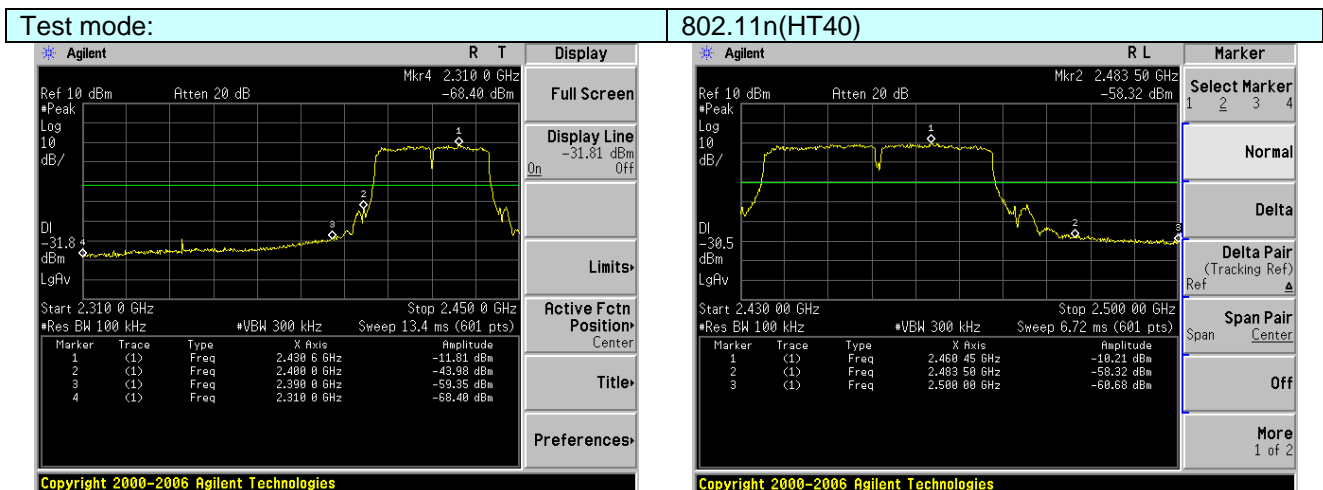 Test mode: 802.11n(HT40)
Agilent R T Display
Mkr4 2.310 0 GHz
Ref 10 dBm Atten 20 dB -68.40 dBm
#Peak
Log
10
dB/
1
2
3
4
DI
-31.8
dBm
LgAv
Start 2.310 0 GHz Stop 2.450 0 GHz
#Res BW 100 kHz #VBW 300 kHz Sweep 13.4 ms (601 pts)
Marker Trace Type X Axis Amplitude
1 (1) Freq 2.430 6 GHz -11.81 dBm
2 (1) Freq 2.400 0 GHz -43.98 dBm
3 (1) Freq 2.390 0 GHz -59.35 dBm
4 (1) Freq 2.310 0 GHz -68.40 dBm
Full Screen
Display Line
-31.81 dBm
On Off
Limits
Active Fctn
Position
Center
Title
Preferences
Copyright 2000-2006 Agilent Technologies
Agilent R L Marker
Mkr2 2.483 50 GHz
Ref 10 dBm Atten 20 dB -58.32 dBm
#Peak
Log
10
dB/
1
2
3
DI
-30.5
dBm
LgAv
Start 2.430 00 GHz Stop 2.500 00 GHz
#Res BW 100 kHz #VBW 300 kHz Sweep 6.72 ms (601 pts)
Marker Trace Type X Axis Amplitude
1 (1) Freq 2.460 45 GHz -10.21 dBm
2 (1) Freq 2.483 50 GHz -58.32 dBm
3 (1) Freq 2.500 00 GHz -60.68 dBm
Select Marker
1 2 3 4
Normal
Delta
Delta Pair
(Tracking Ref)
Ref Δ
Span Pair
Span Center
Off
More
1 of 2
Copyright 2000-2006 Agilent Technologies